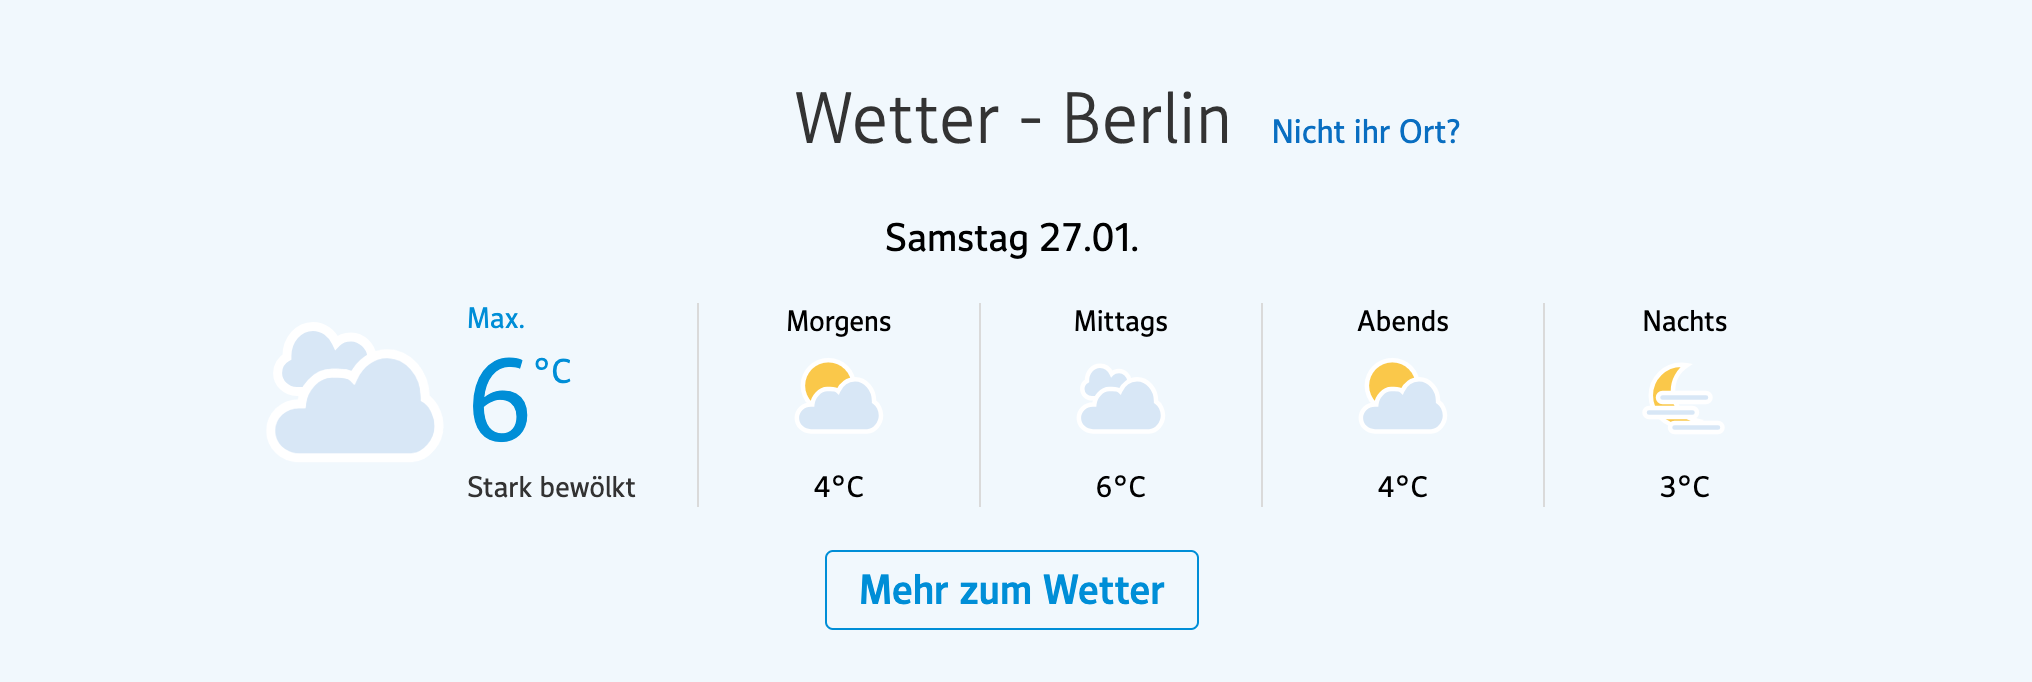 Wetter - Berlin Nicht ihr Ort?
Samstag 27.01.
Max.
6 °C
Stark bewölkt
Morgens
4°C
Mittags
6°C
Abends
4°C
Nachts
3°C
Mehr zum Wetter